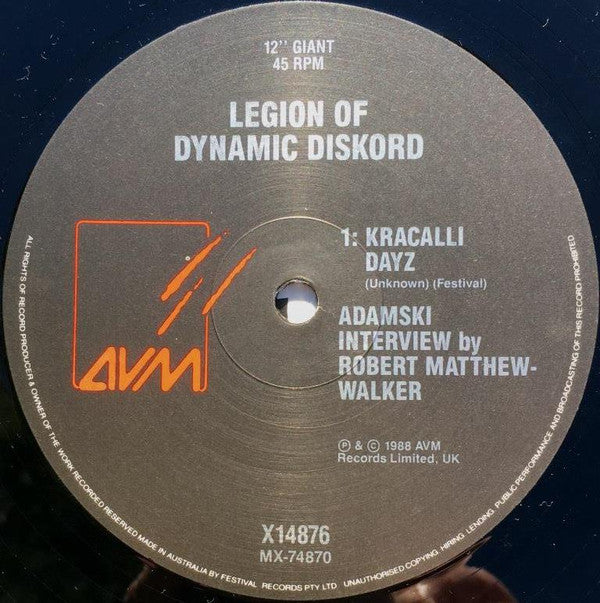 12" GIANT
45 RPM
LEGION OF
DYNAMIC DISKORD
AVM
1: KRACALLI
DAYZ
(Unknown) (Festival)
ADAMSKI
INTERVIEW by
ROBERT MATTHEW-
WALKER
Ⓟ & © 1988 AVM
Records Limited, UK
X14876
MX-74870
ALL RIGHTS OF RECORD PRODUCER & OWNER OF THE WORK RECORDED RESERVED MADE IN AUSTRALIA BY FESTIVAL RECORDS PTY LTD UNAUTHORISED COPYING HIRING LENDING PUBLIC PERFORMANCE AND BROADCASTING OF THIS RECORD PROHIBITED